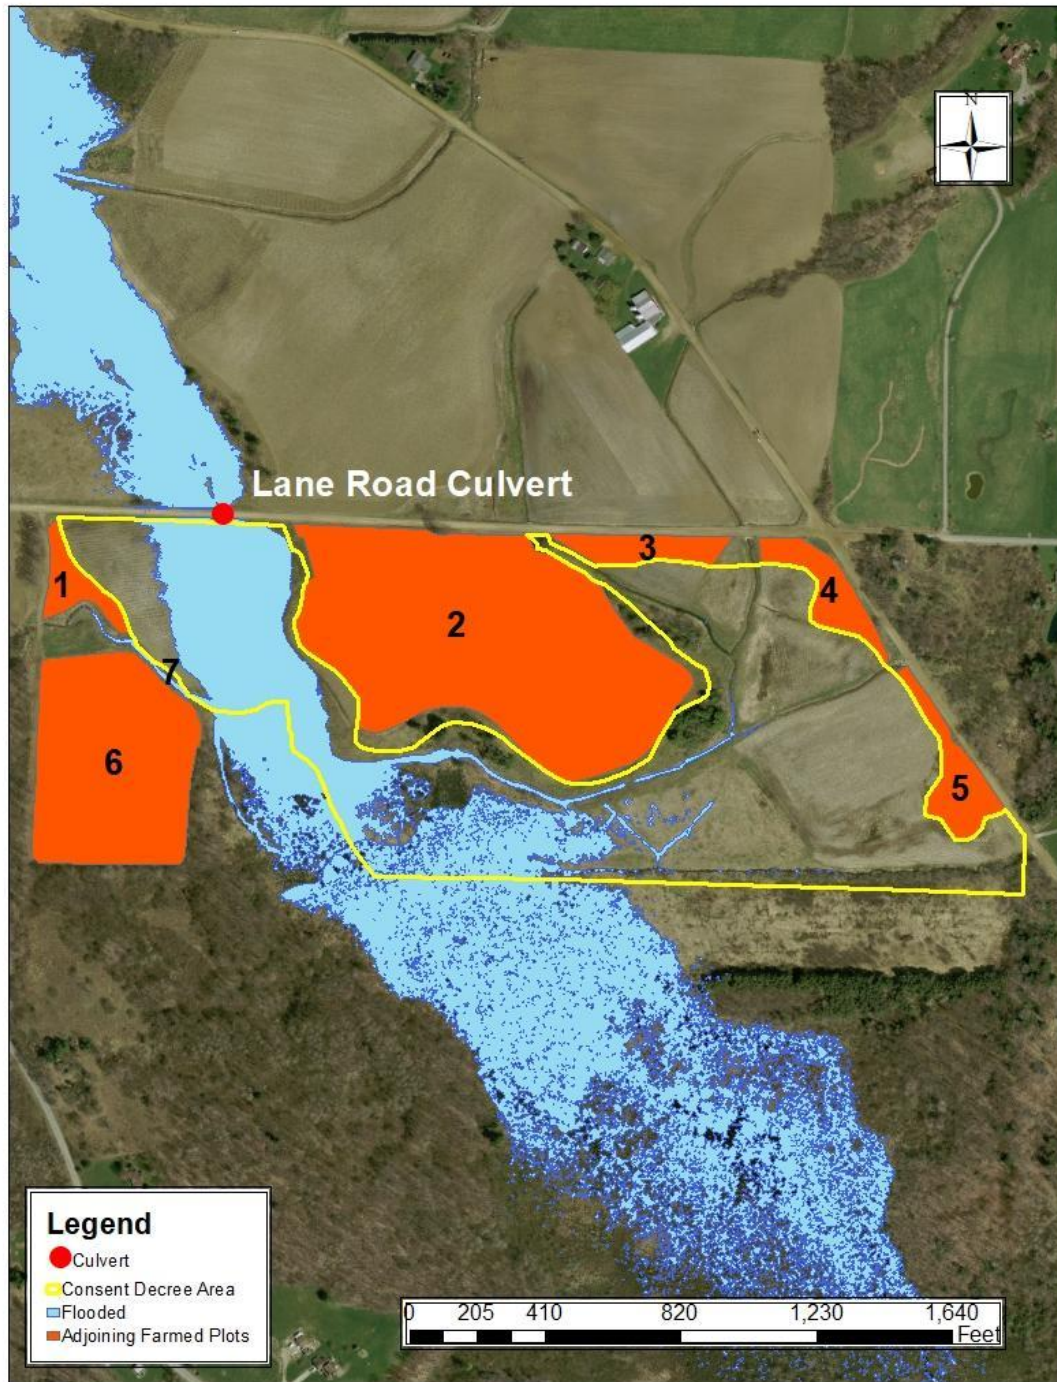 N
Lane Road Culvert
3
1
4
2
7
6
5
Legend
Culvert
Consent Decree Area
Flooded
Adjoining Farmed Plots
0 205 410 820 1,230 1,640
Feet